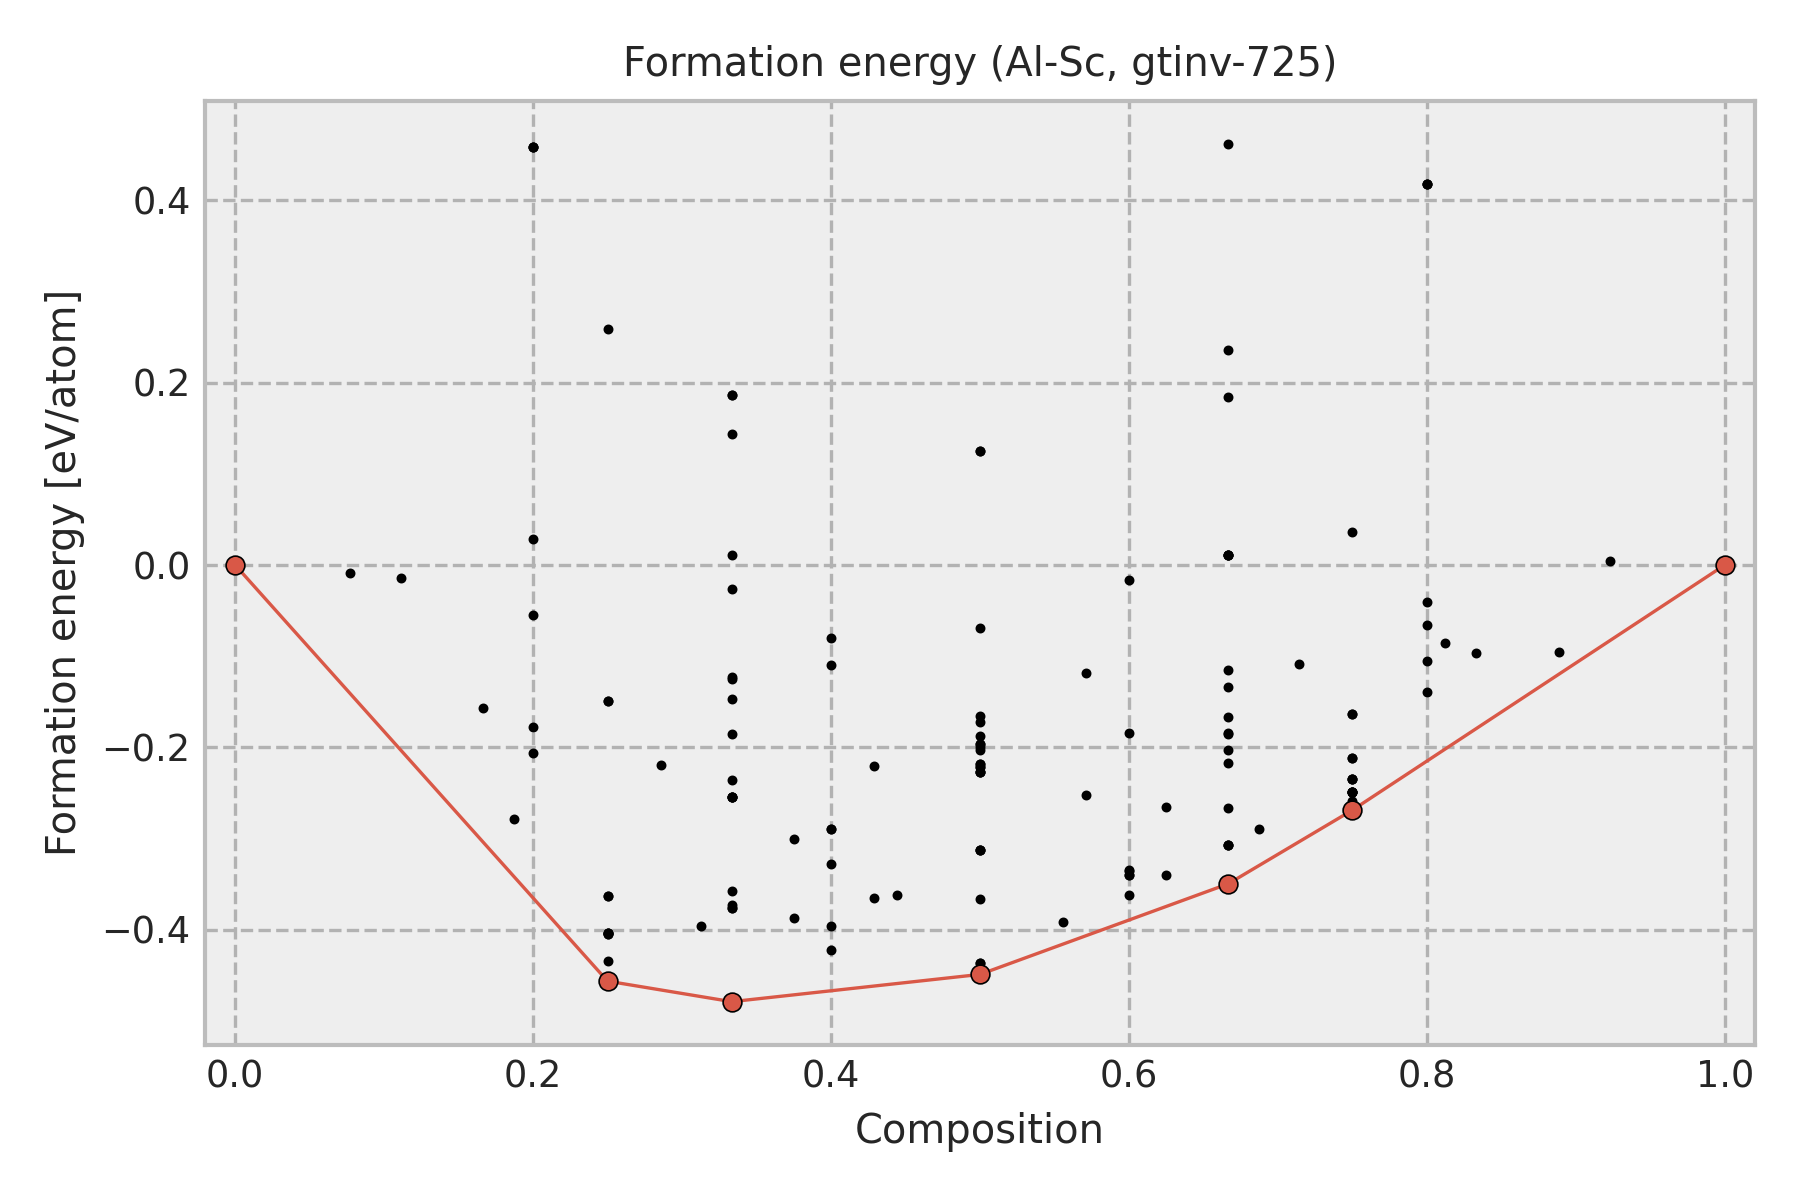 Formation energy (Al-Sc, gtinv-725)
Formation energy [eV/atom]
0.4
0.2
0.0
−0.2
−0.4
0.0 0.2 0.4 0.6 0.8 1.0
Composition